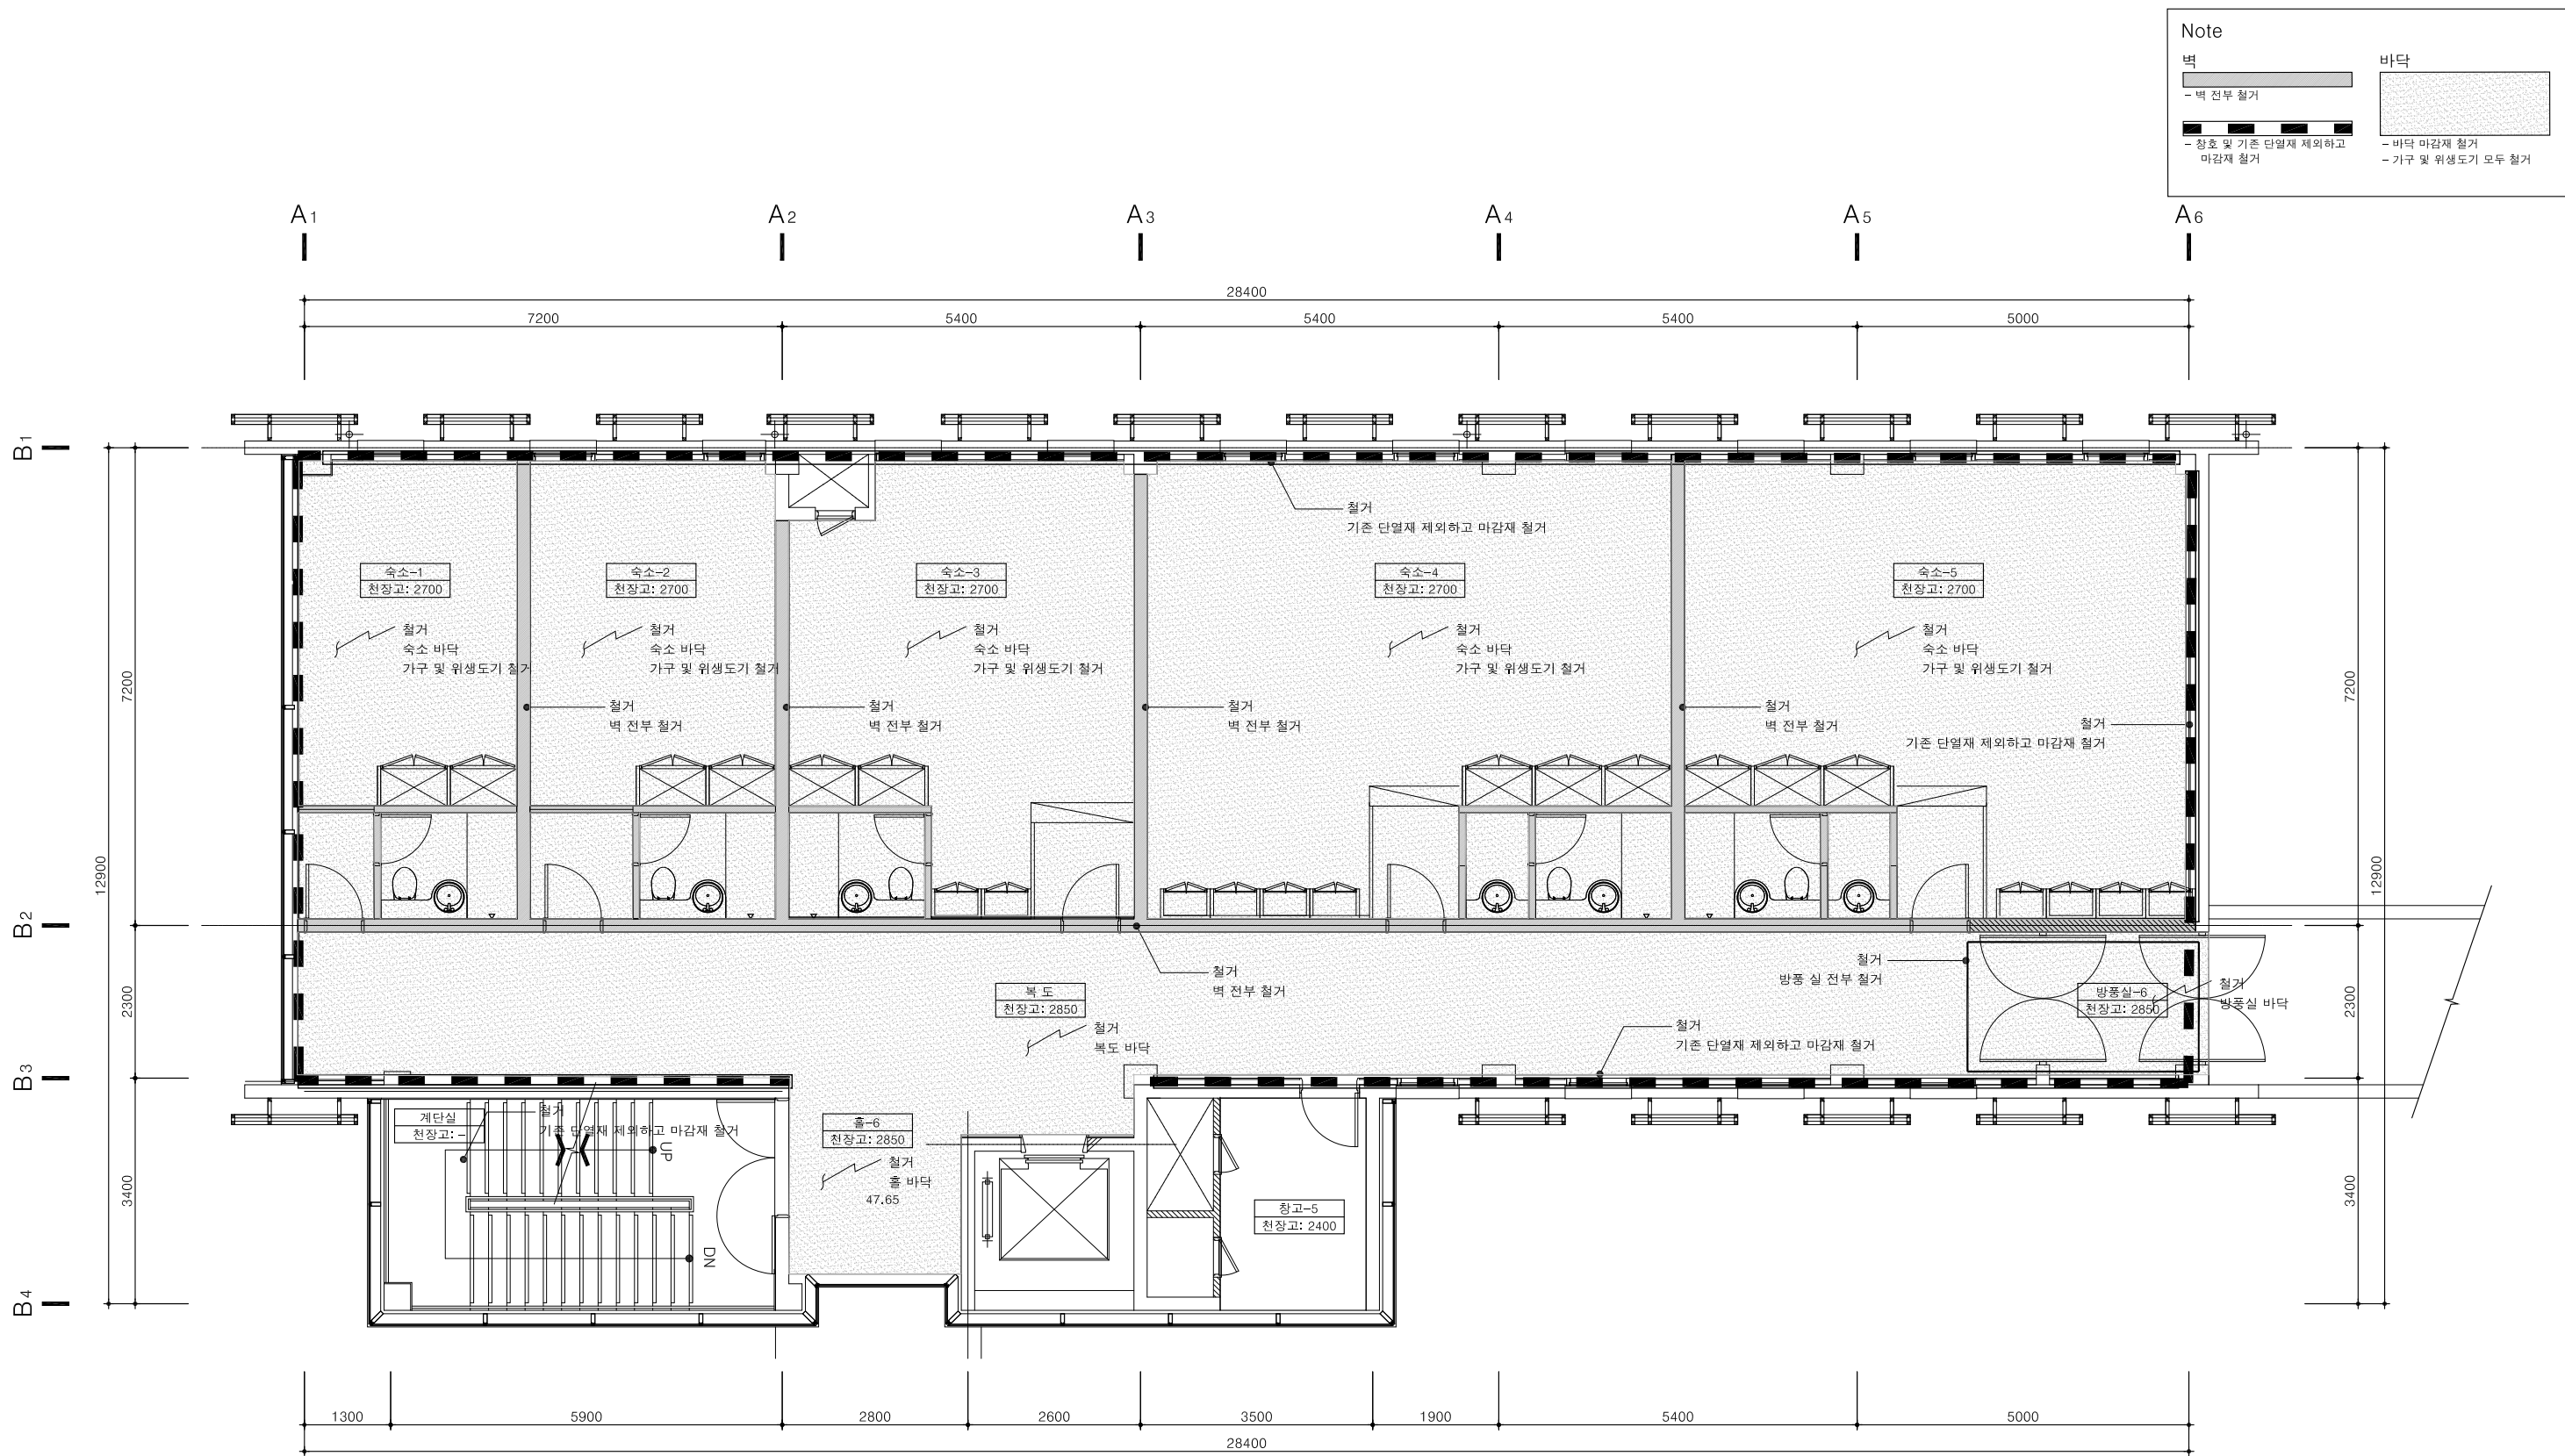 Note
벽
바닥
- 벽 전부 철거
- 창호 및 기존 단열재 제외하고
마감재 철거
- 바닥 마감재 철거
- 가구 및 위생도기 모두 철거
A1
A2
A3
A4
A5
A6
28400
7200
5400
5400
5400
5000
B1
B2
B3
B4
12900
7200
2300
3400
철거
기존 단열재 제외하고 마감재 철거
숙소-1
천장고: 2700
숙소-2
천장고: 2700
숙소-3
천장고: 2700
숙소-4
천장고: 2700
숙소-5
천장고: 2700
철거
숙소 바닥
가구 및 위생도기 철거
철거
숙소 바닥
가구 및 위생도기 철거
철거
숙소 바닥
가구 및 위생도기 철거
철거
숙소 바닥
가구 및 위생도기 철거
철거
숙소 바닥
가구 및 위생도기 철거
철거
벽 전부 철거
철거
벽 전부 철거
철거
벽 전부 철거
철거
벽 전부 철거
철거
기존 단열재 제외하고 마감재 철거
7200
12900
2300
3400
철거
벽 전부 철거
철거
방풍 실 전부 철거
복 도
천장고: 2850
방풍실-6
천장고: 2850
철거
방풍실 바닥
철거
복도 바닥
철거
기존 단열재 제외하고 마감재 철거
계단실
천장고: -
철거
기존 단열재 제외하고 마감재 철거
UP
DN
홀-6
천장고: 2850
철거
홀 바닥
47.65
창고-5
천장고: 2400
1300
5900
2800
2600
3500
1900
5400
5000
28400